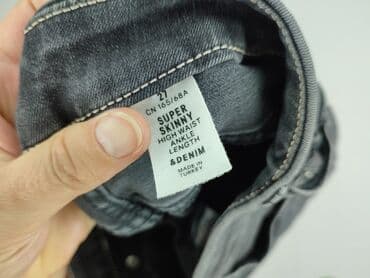 27
CN 165/68A
SUPER
SKINNY
HIGH WAIST
ANKLE
LENGTH
&DENIM
MADE IN
TURKEY